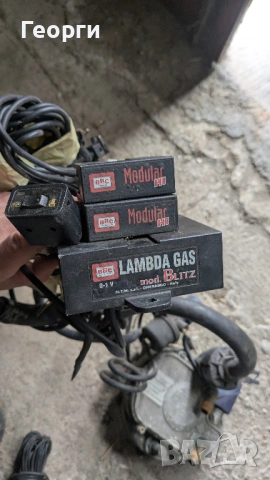 Георги
BRC
Modular
BRC
Modular
BRC
LAMBDA GAS
0-1 V
mod. BLITZ
BAZAR